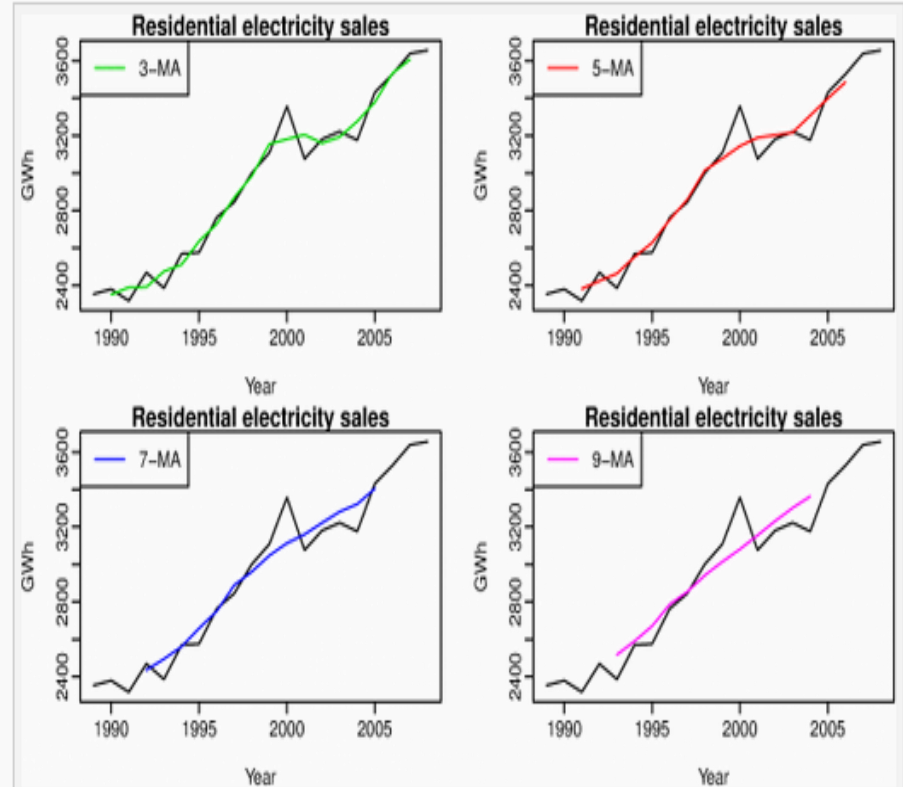 Residential electricity sales
3-MA
GWh
2400 2800 3200 3600
1990 1995 2000 2005
Year
Residential electricity sales
5-MA
GWh
2400 2800 3200 3600
1990 1995 2000 2005
Year
Residential electricity sales
7-MA
GWh
2400 2800 3200 3600
1990 1995 2000 2005
Year
Residential electricity sales
9-MA
GWh
2400 2800 3200 3600
1990 1995 2000 2005
Year